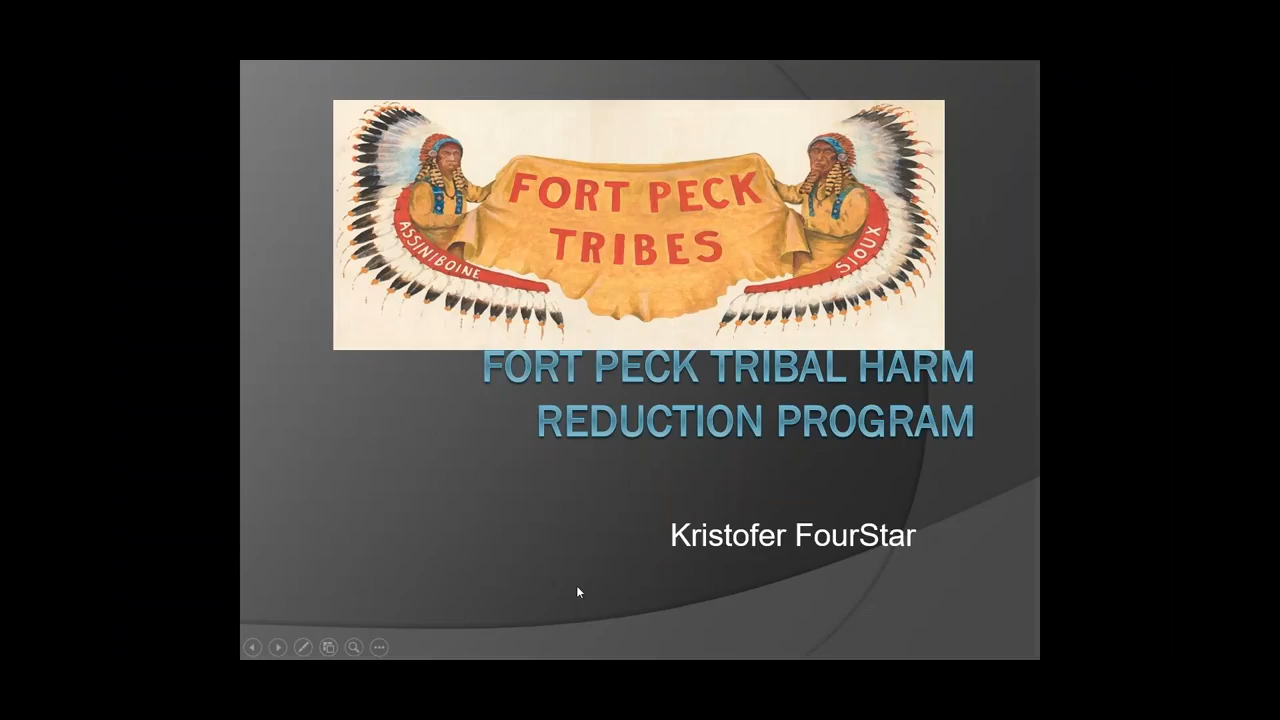 FORT PECK
TRIBES
ASSINIBOINE
SIOUX
FORT PECK TRIBAL HARM
REDUCTION PROGRAM
Kristofer FourStar